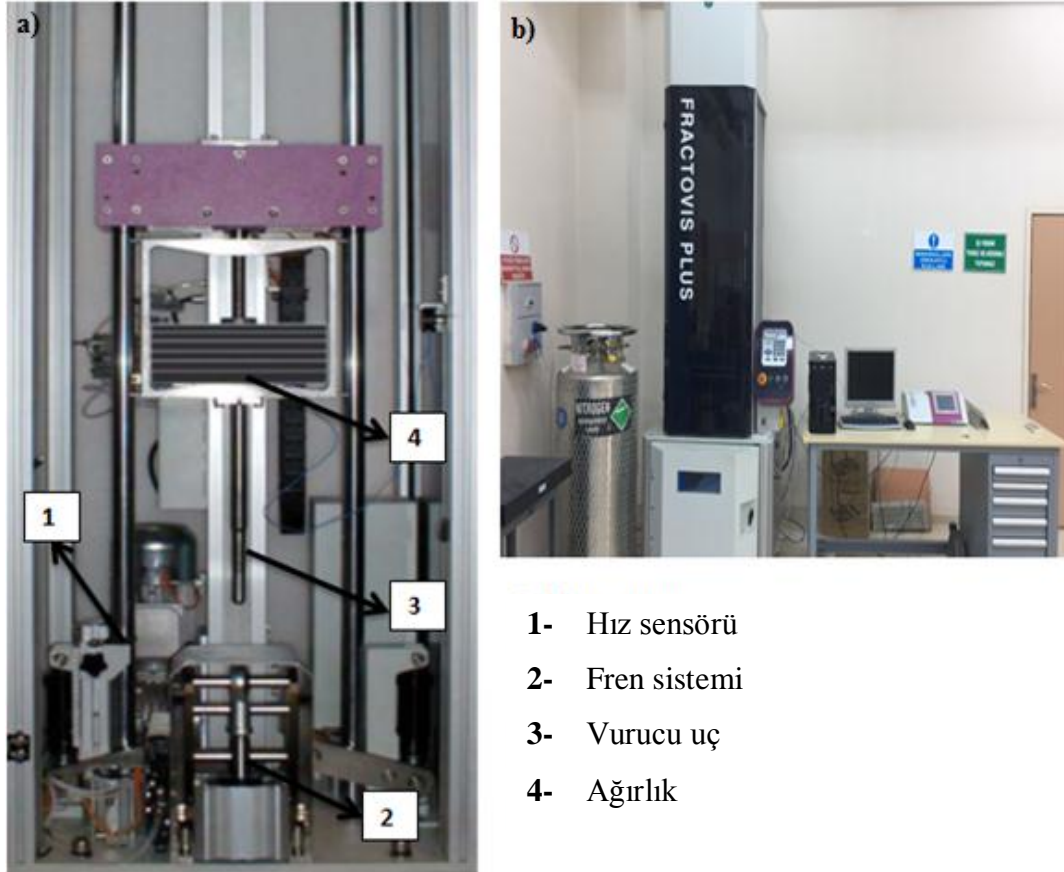 a)
4
1
3
2
b)
FRACTOVIS PLUS
1- Hız sensörü
2- Fren sistemi
3- Vurucu uç
4- Ağırlık